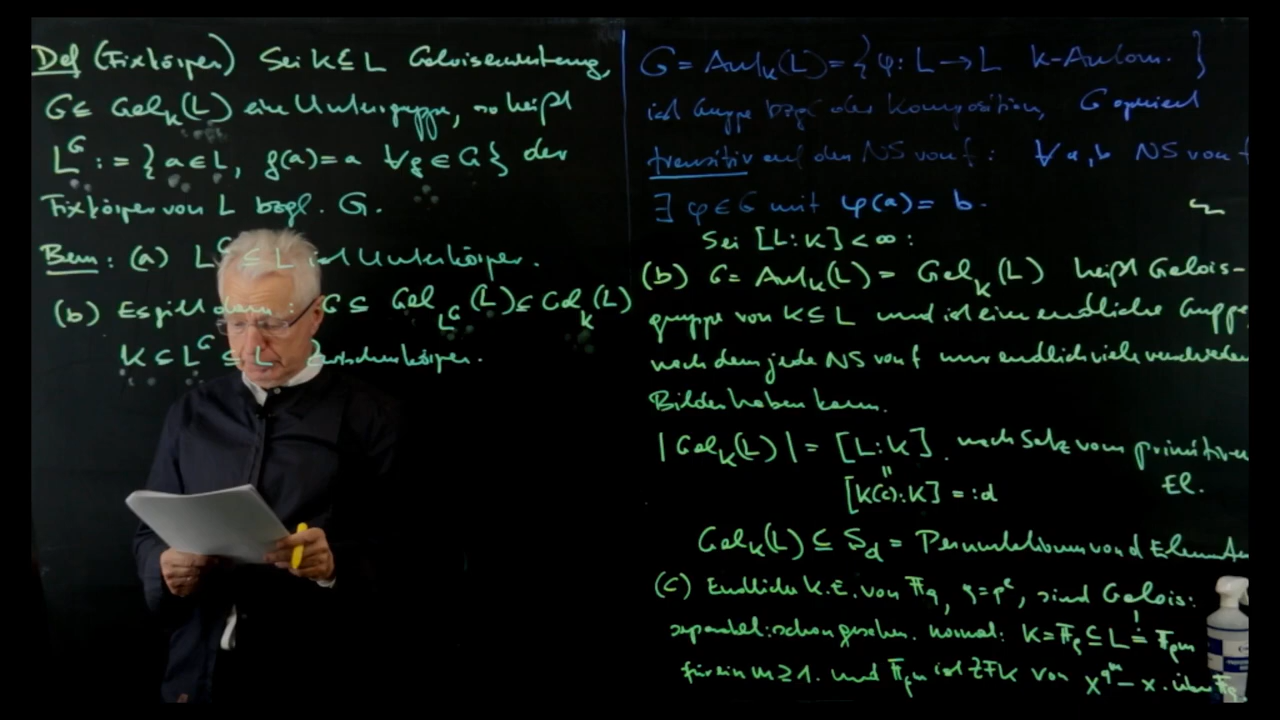 Def (Fixkörper) Sei K ⊆ L Galoiserweiterung,
G ⊆ Gal_K(L) eine Untergruppe, so heißt
L^G := { a ∈ L, g(a) = a ∀ g ∈ G } der
Fixkörper von L bzgl. G.
Bem: (a) L^G ⊆ L ist Unterkörper.
(b) Es gilt dann: G ⊆ Gal_{L^G}(L) ⊆ Gal_K(L)
K ⊆ L^G ⊆ L Zwischenkörper.
G = Aut_K(L) = { φ: L → L K-Autom. }
ist Gruppe bzgl der Komposition, G operiert
transitiv auf den NS von f: ∀ a, b NS von f
∃ φ ∈ G mit φ(a) = b.
Sei [L:K] < ∞ :
(b) G = Aut_K(L) = Gal_K(L) heißt Galois-
gruppe von K ⊆ L und ist eine endliche Gruppe
nach dem jede NS von f nur endlich viele verschieden
Bilder haben kann.
|Gal_K(L)| = [L:K]. nach Satz vom primitiven
[K(c):K] =: d El.
Gal_K(L) ⊆ S_d = Permutationen von d Elementen
(c) Endliche K.E. von F_q, q = p^e, sind Galois:
separabel: schon gesehen. normal: K = F_q ⊆ L = F_{q^m}
für ein m ≥ 1. und F_{q^m} ist ZFK von X^{q^m} − X. über F_q.